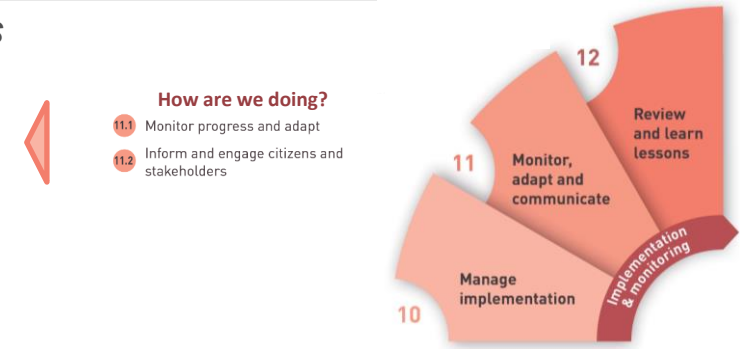 s
How are we doing?
11.1 Monitor progress and adapt
11.2 Inform and engage citizens and
stakeholders
12
Review
and learn
lessons
11
Monitor,
adapt and
communicate
10
Manage
implementation
Implementation
& monitoring